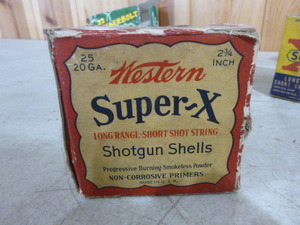 25
20 GA.
2¾
INCH
Western
Super-X
LONG RANGE-SHORT SHOT STRING
Shotgun Shells
Progressive Burning Smokeless Powder
NON-CORROSIVE PRIMERS